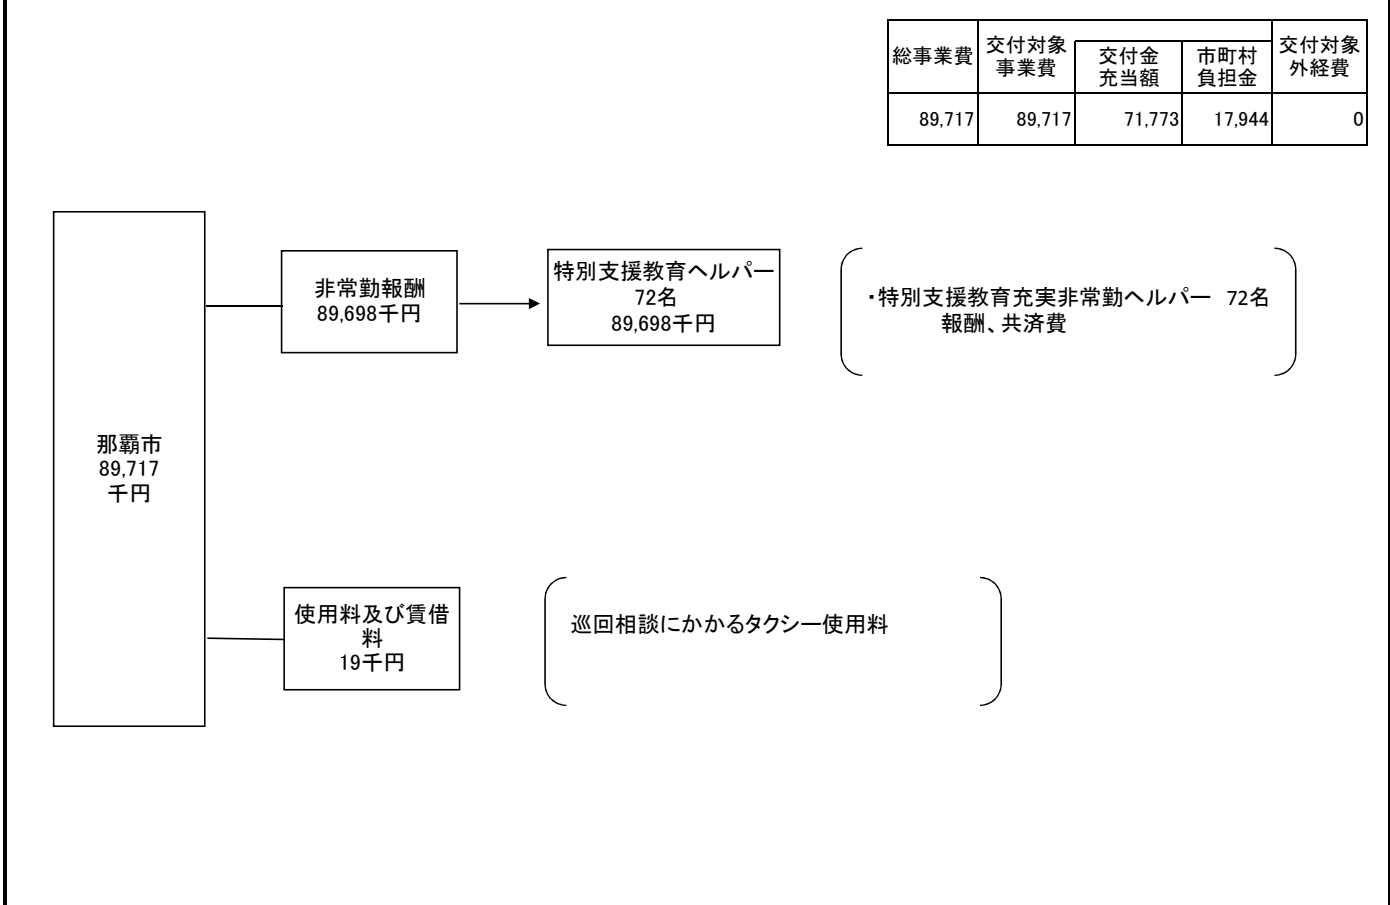 総事業費
交付対象
事業費
交付金
充当額
市町村
負担金
交付対象
外経費
89,717 89,717 71,773 17,944 0
那覇市
89,717
千円
非常勤報酬
89,698千円
特別支援教育ヘルパー
72名
89,698千円
・特別支援教育充実非常勤ヘルパー 72名
報酬、共済費
使用料及び賃借
料
19千円
巡回相談にかかるタクシー使用料